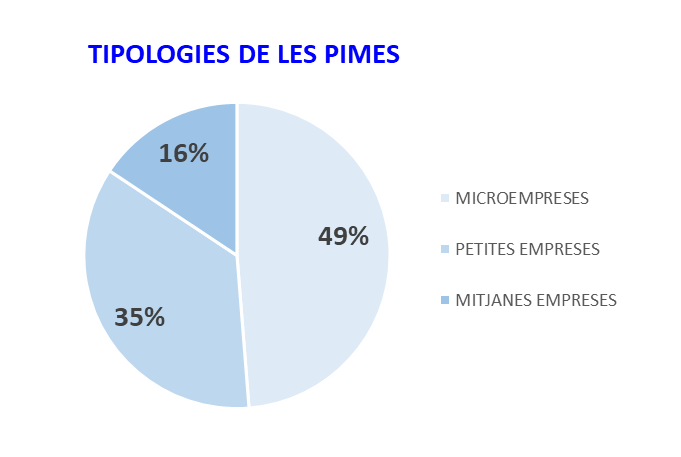 TIPOLOGIES DE LES PIMES
16%
49%
35%
MICROEMPRESES
PETITES EMPRESES
MITJANES EMPRESES